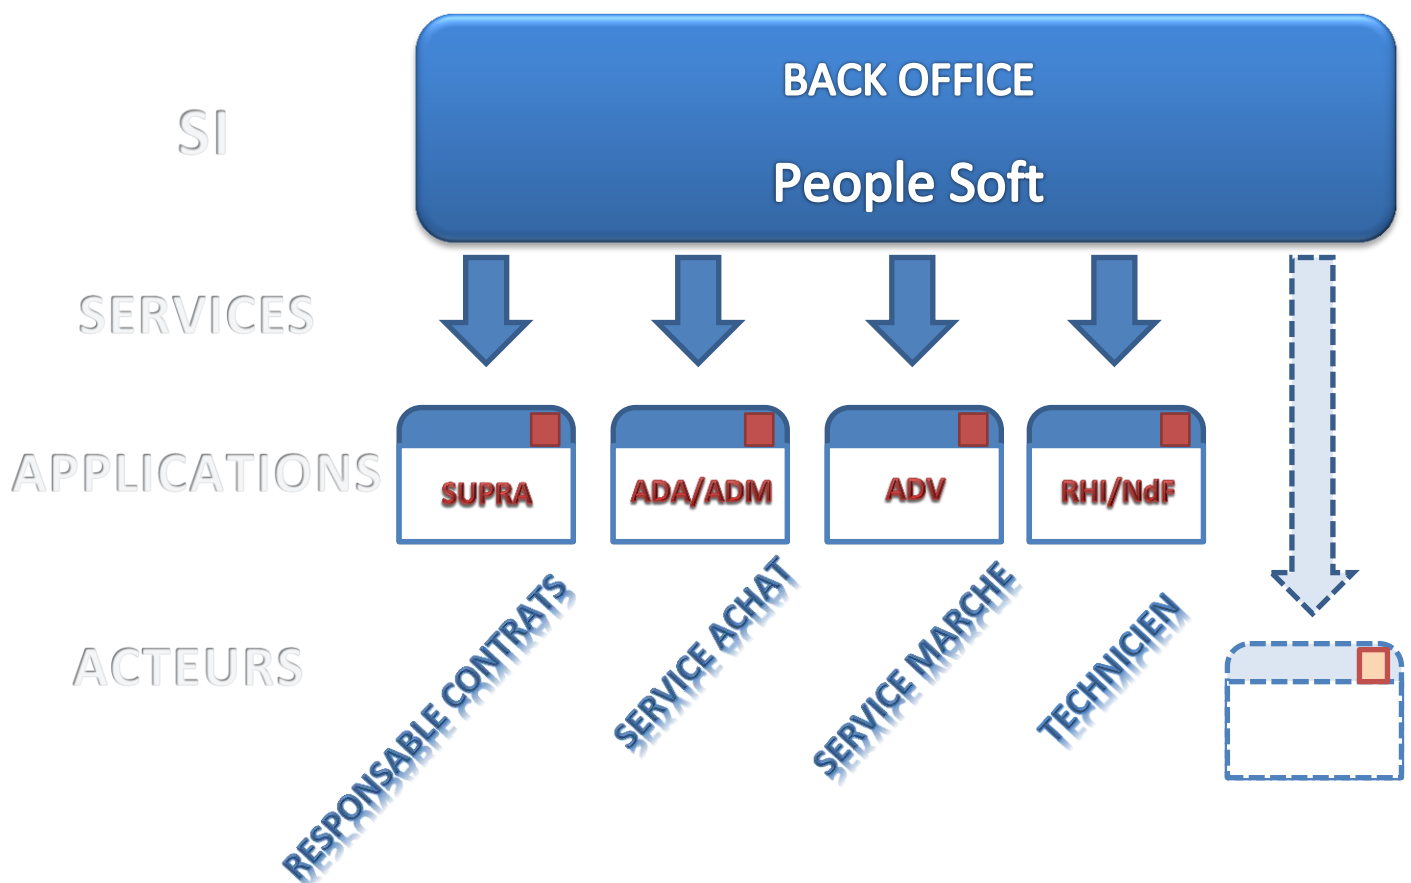 BACK OFFICE
People Soft
SI
SERVICES
APPLICATIONS
SUPRA
ADA/ADM
ADV
RHI/NdF
ACTEURS
RESPONSABLE CONTRATS
SERVICE ACHAT
SERVICE MARCHE
TECHNICIEN